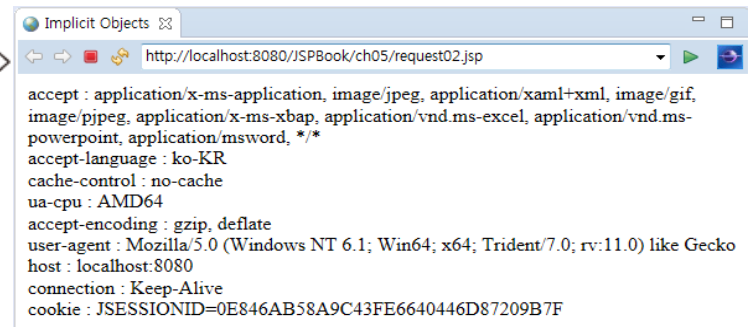 Implicit Objects
http://localhost:8080/JSPBook/ch05/request02.jsp
accept : application/x-ms-application, image/jpeg, application/xaml+xml, image/gif,
image/pjpeg, application/x-ms-xbap, application/vnd.ms-excel, application/vnd.ms-
powerpoint, application/msword, */*
accept-language : ko-KR
cache-control : no-cache
ua-cpu : AMD64
accept-encoding : gzip, deflate
user-agent : Mozilla/5.0 (Windows NT 6.1; Win64; x64; Trident/7.0; rv:11.0) like Gecko
host : localhost:8080
connection : Keep-Alive
cookie : JSESSIONID=0E846AB58A9C43FE6640446D87209B7F